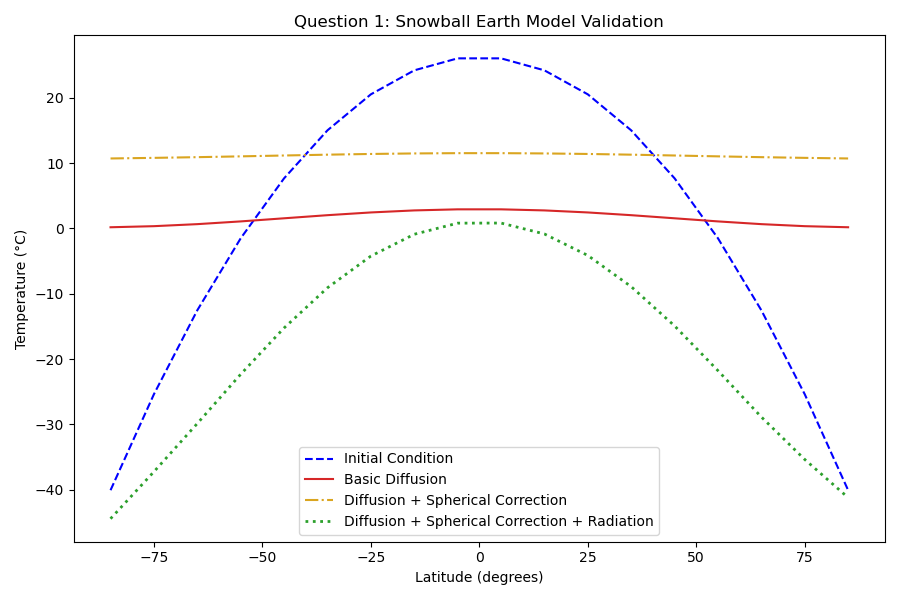 Question 1: Snowball Earth Model Validation
Temperature (°C)
20
10
0
−10
−20
−30
−40
Initial Condition
Basic Diffusion
Diffusion + Spherical Correction
Diffusion + Spherical Correction + Radiation
−75 −50 −25 0 25 50 75
Latitude (degrees)